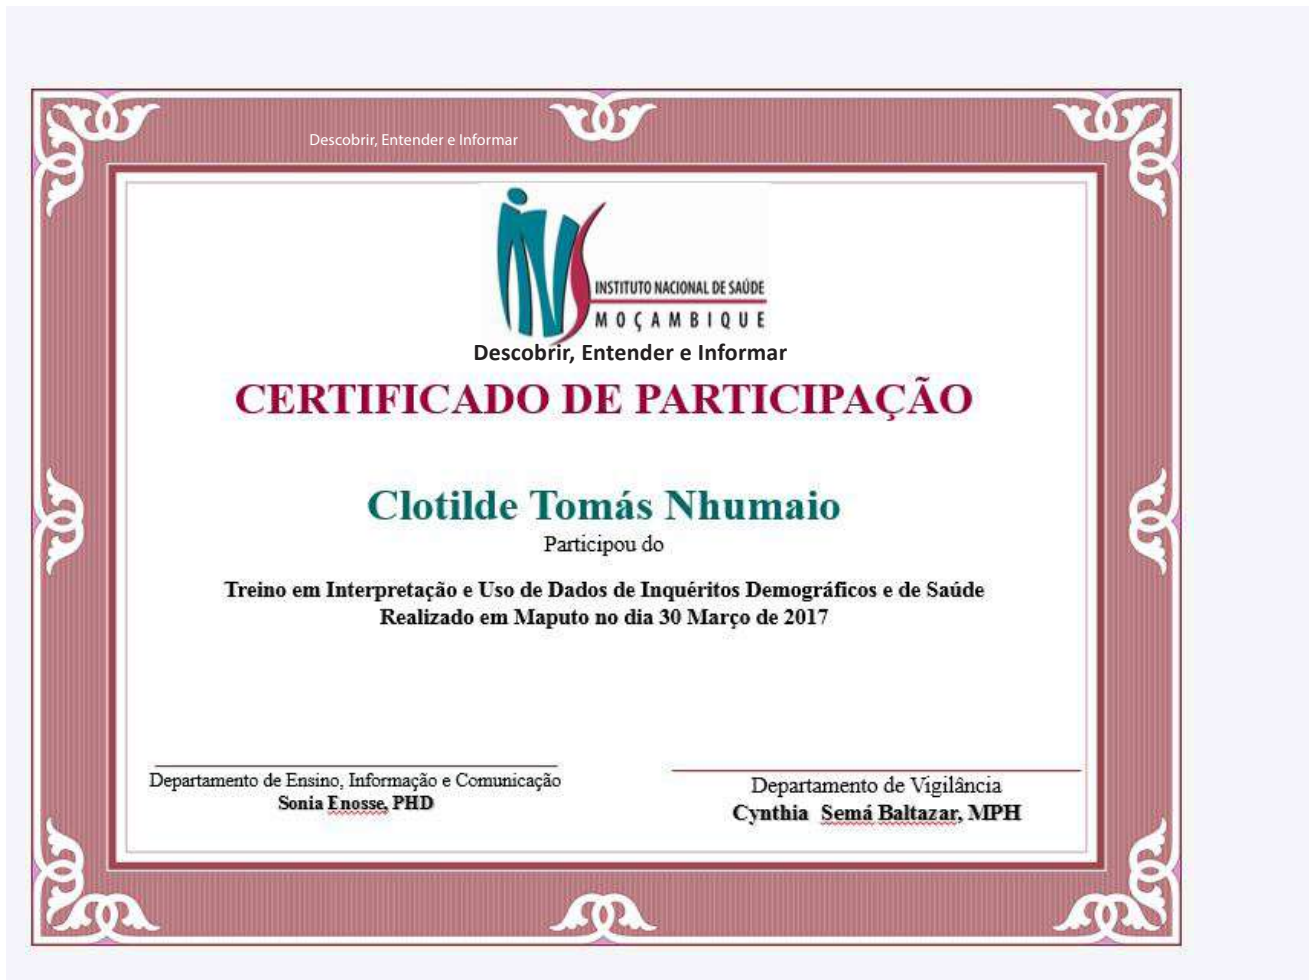 Descobrir, Entender e Informar
INS
INSTITUTO NACIONAL DE SAÚDE
MOÇAMBIQUE
Descobrir, Entender e Informar
CERTIFICADO DE PARTICIPAÇÃO
Clotilde Tomás Nhumaio
Participou do
Treino em Interpretação e Uso de Dados de Inquéritos Demográficos e de Saúde
Realizado em Maputo no dia 30 Março de 2017
Departamento de Ensino, Informação e Comunicação
Sonia Enosse, PHD
Departamento de Vigilância
Cynthia Semá Baltazar, MPH